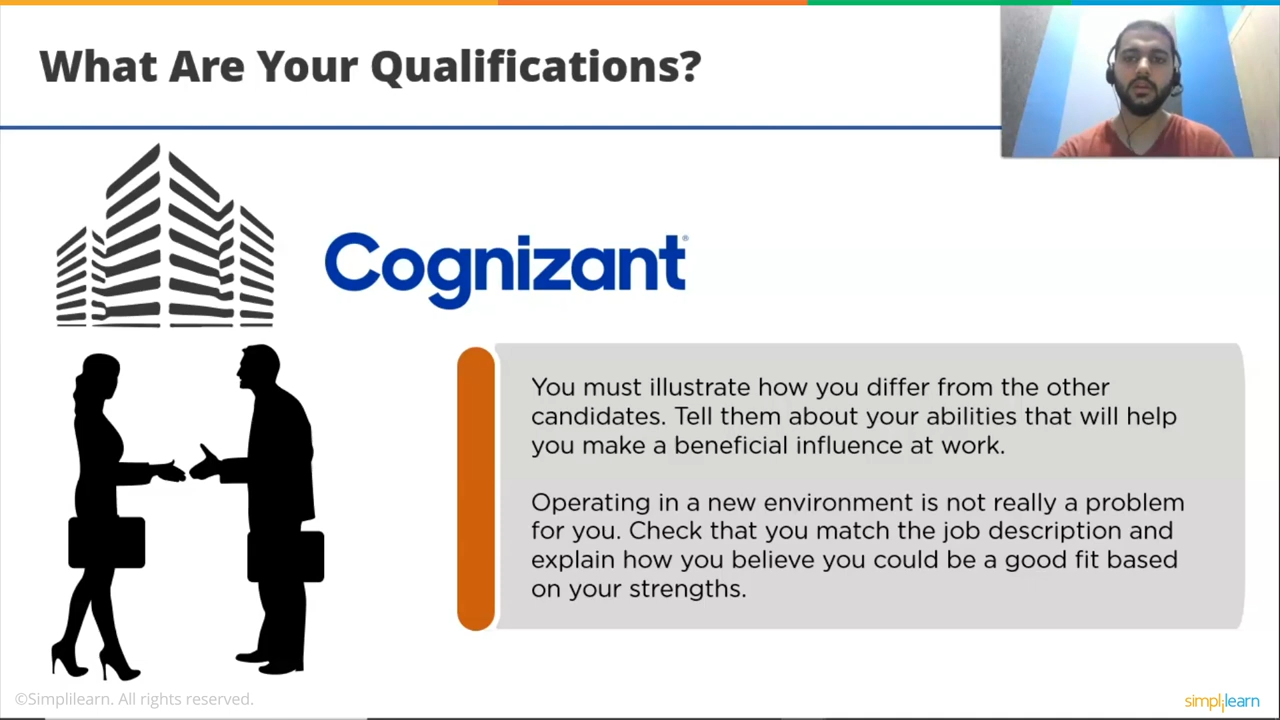 What Are Your Qualifications?
Cognizant®
You must illustrate how you differ from the other
candidates. Tell them about your abilities that will help
you make a beneficial influence at work.
Operating in a new environment is not really a problem
for you. Check that you match the job description and
explain how you believe you could be a good fit based
on your strengths.
©Simplilearn. All rights reserved.
simplilearn